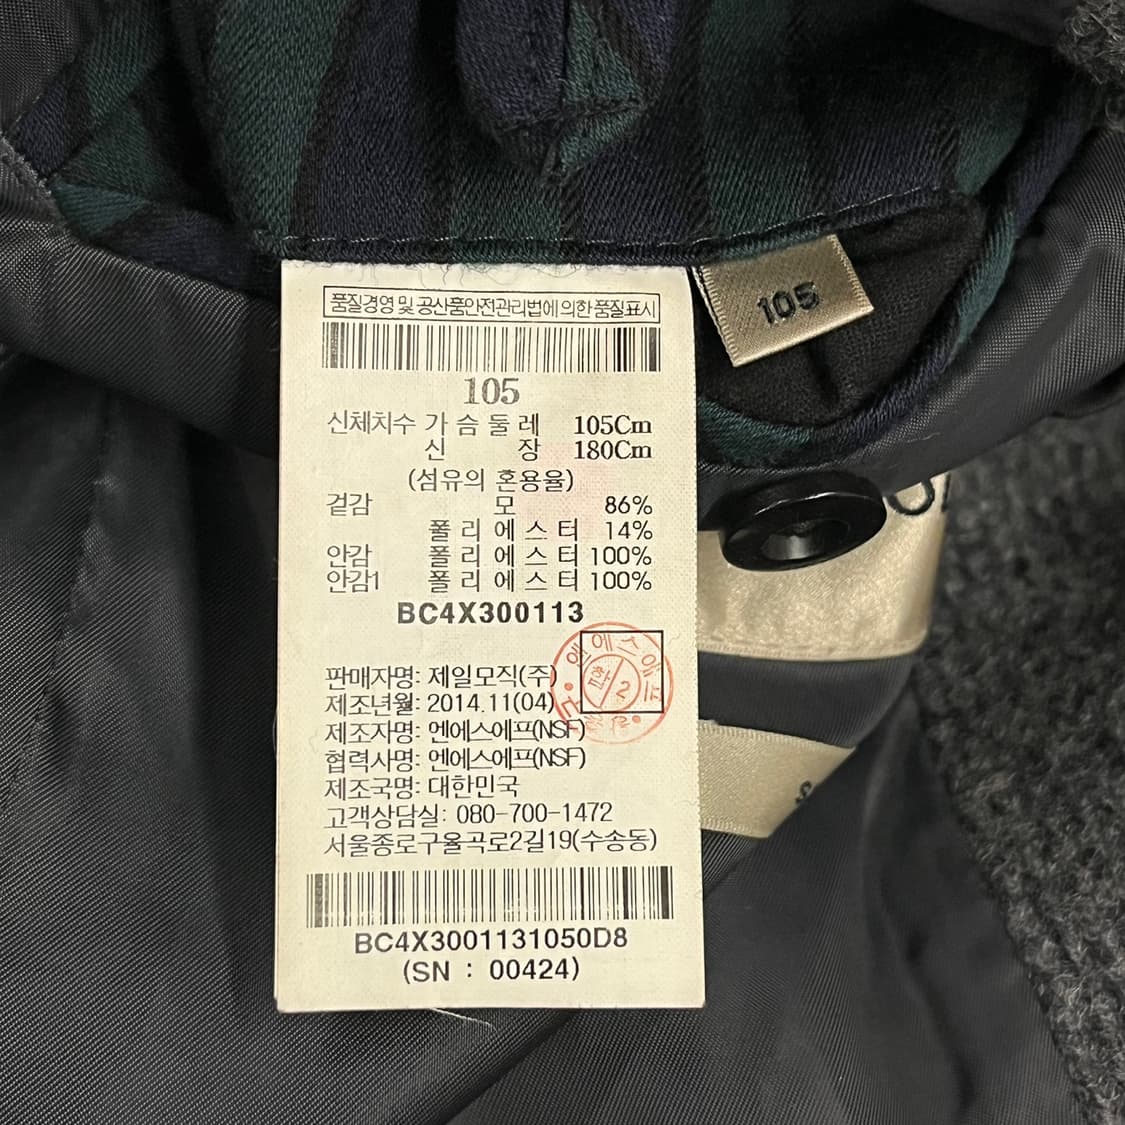 품질경영 및 공산품안전관리법에의한 품질표시
105
105
신체치수 가슴둘레 105Cm
신장 180Cm
(섬유의 혼용율)
겉감 모 86%
폴리에스터 14%
안감 폴리에스터 100%
안감1 폴리에스터 100%
BC4X300113
엔에스에프
2
판매자명: 제일모직(주)
제조년월: 2014.11(04)
제조자명: 엔에스에프(NSF)
협력사명: 엔에스에프(NSF)
제조국명: 대한민국
고객상담실: 080-700-1472
서울종로구율곡로2길19(수송동)
BC4X3001131050D8
(SN : 00424)